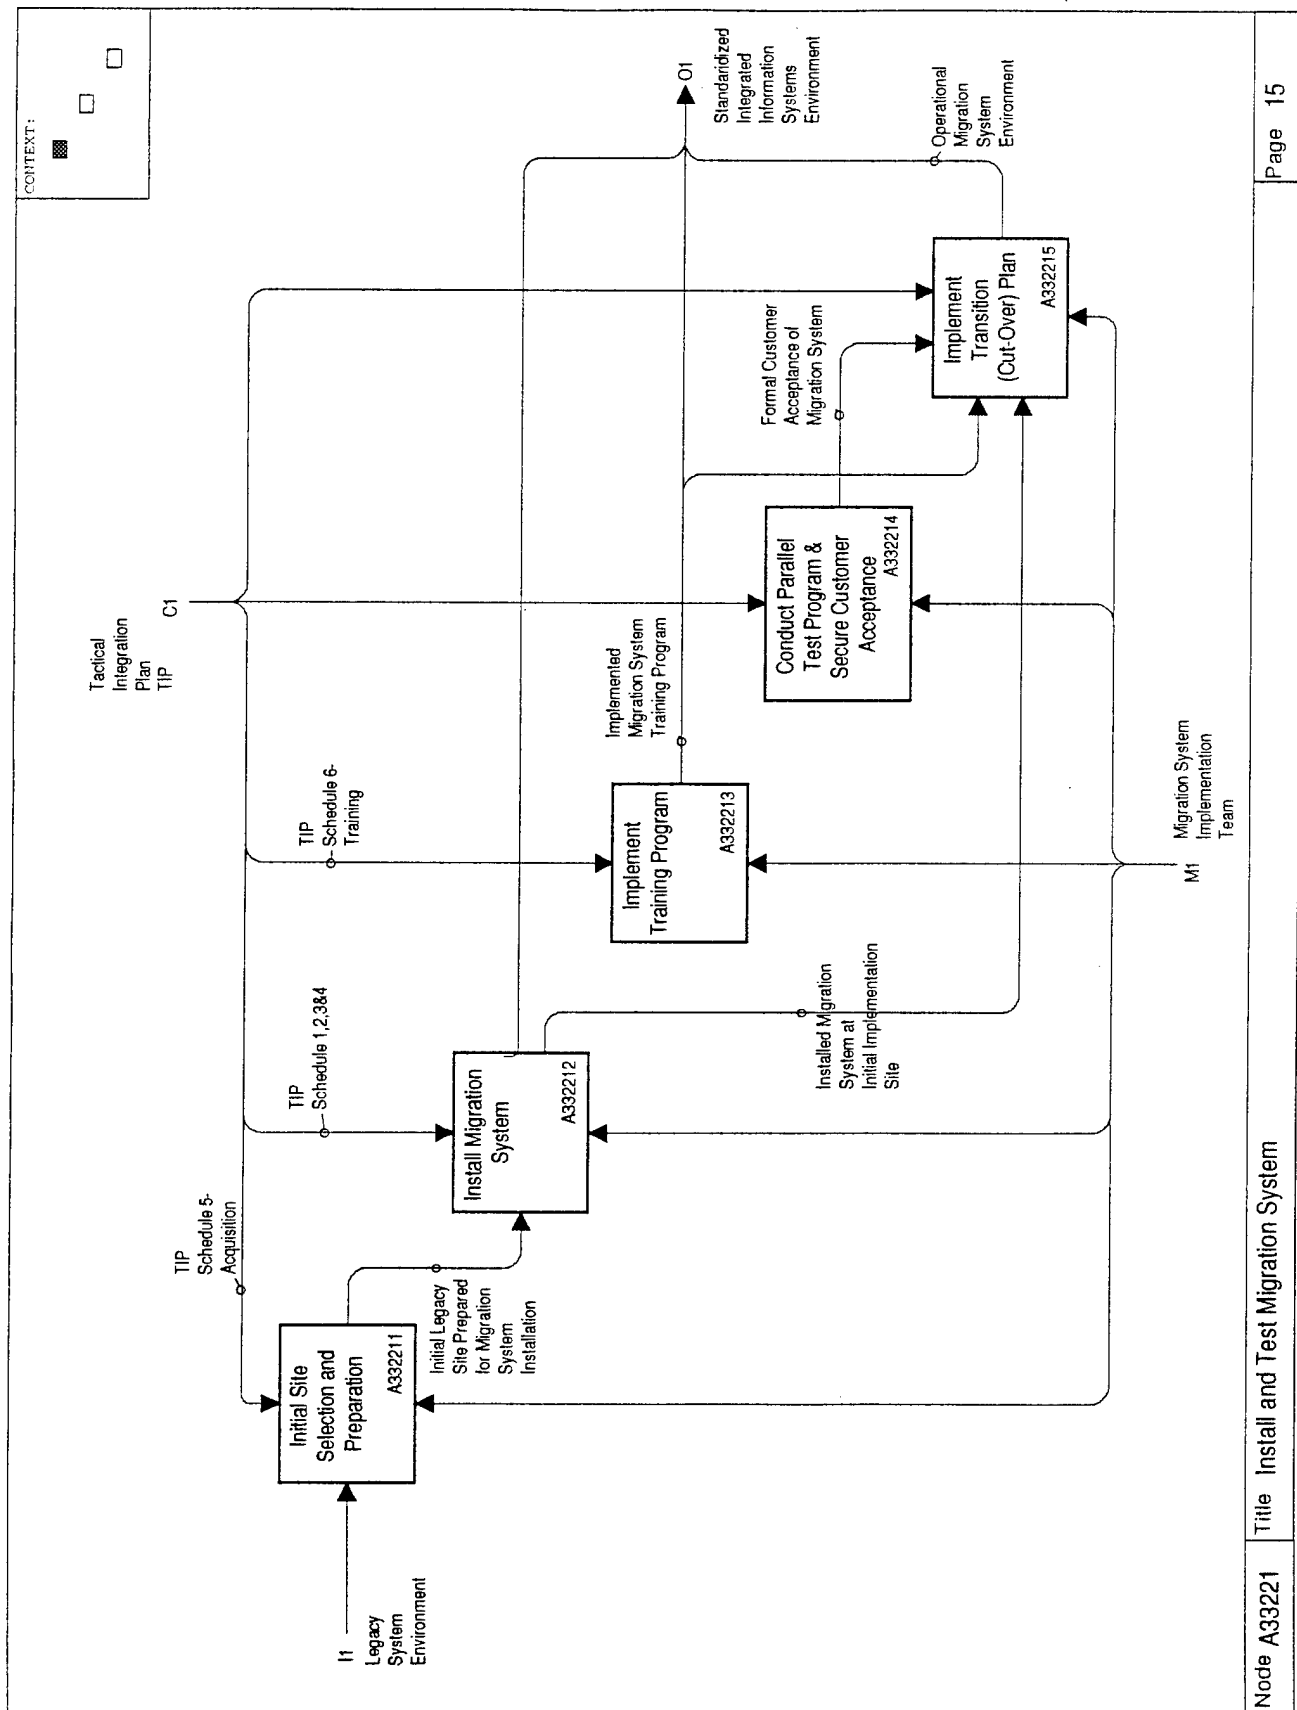 CONTEXT:
Tactical
Integration
Plan
TIP
C1
TIP
Schedule 5-
Acquisition
TIP
Schedule 1,2,3&4
TIP
Schedule 6-
Training
I1
Legacy
System
Environment
Initial Site
Selection and
Preparation
A332211
Initial Legacy
Site Prepared
for Migration
System
Installation
Install Migration
System
A332212
Installed Migration
System at
Initial Implementation
Site
Implement
Training Program
A332213
Implemented
Migration System
Training Program
Conduct Parallel
Test Program &
Secure Customer
Acceptance
A332214
Formal Customer
Acceptance of
Migration System
Implement
Transition
(Cut-Over) Plan
A332215
O1
Standaridized
Integrated
Information
Systems
Environment
Operational
Migration
System
Environment
M1
Migration System
Implementation
Team
Node A33221
Title Install and Test Migration System
Page 15